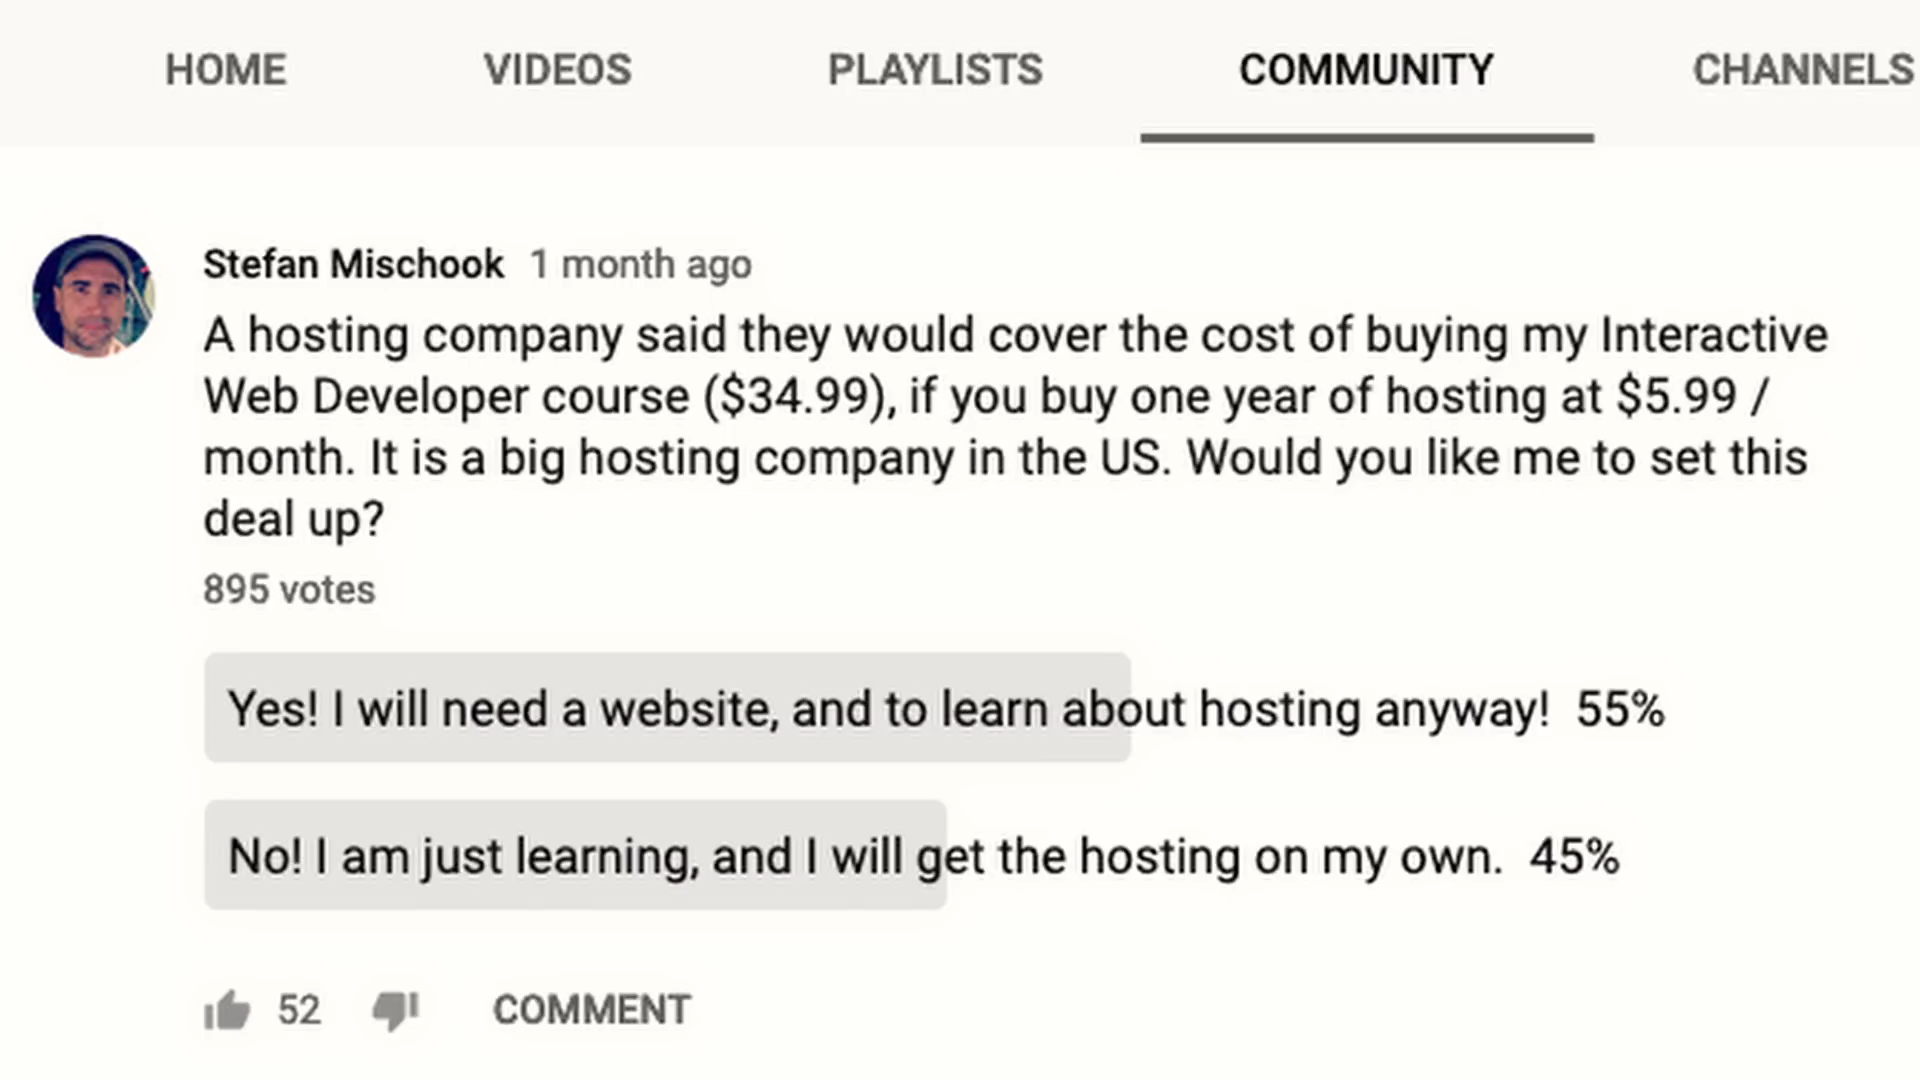 HOME VIDEOS PLAYLISTS COMMUNITY CHANNELS
Stefan Mischook 1 month ago
A hosting company said they would cover the cost of buying my Interactive
Web Developer course ($34.99), if you buy one year of hosting at $5.99 /
month. It is a big hosting company in the US. Would you like me to set this
deal up?
895 votes
Yes! I will need a website, and to learn about hosting anyway! 55%
No! I am just learning, and I will get the hosting on my own. 45%
52 COMMENT